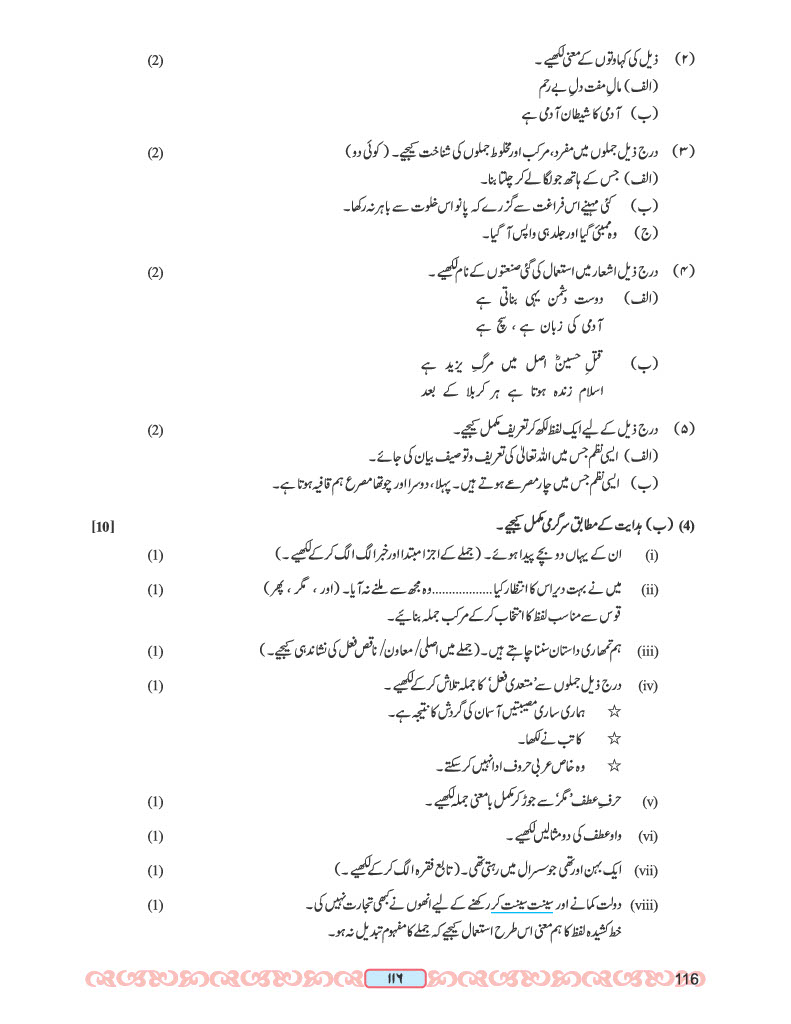 (۲) ذیل کی کہاوتوں کے معنی لکھیے ۔ (2)
(الف) مالِ مفت دلِ بے رحم
(ب) آدمی کا شیطان آدمی ہے
(۳) درج ذیل جملوں میں مفرد، مرکب اور مخلوط جملوں کی شناخت کیجیے۔ (کوئی دو) (2)
(الف) جس کے ہاتھ جو لگا لے کر چلتا بنا۔
(ب) کئی مہینے اس فراغت سے گزرے کہ پانو اس خلوت سے باہر نہ رکھا۔
(ج) وہ ممبئی گیا اور جلد ہی واپس آ گیا۔
(۴) درج ذیل اشعار میں استعمال کی گئی صنعتوں کے نام لکھیے ۔ (2)
(الف) دوست دشمن یہی بناتی ہے
آدمی کی زبان ہے ، سچ ہے
(ب) قتلِ حسینؓ اصل میں مرگِ یزید ہے
اسلام زندہ ہوتا ہے ہر کربلا کے بعد
(۵) درج ذیل کے لیے ایک لفظ لکھ کر تعریف مکمل کیجیے۔ (2)
(الف) ایسی نظم جس میں اللہ تعالیٰ کی تعریف و توصیف بیان کی جائے۔
(ب) ایسی نظم جس میں چار مصرعے ہوتے ہیں۔ پہلا، دوسرا اور چوتھا مصرع ہم قافیہ ہوتا ہے۔
(4) (ب) ہدایت کے مطابق سرگرمی مکمل کیجیے ۔ [10]
(i) ان کے یہاں دو بچے پیدا ہوئے۔ (جملے کے اجزا مبتدا اور خبر الگ الگ کر کے لکھیے ۔) (1)
(ii) میں نے بہت دیر اس کا انتظار کیا..................وہ مجھ سے ملنے نہ آیا۔ (اور ، مگر ، پھر) (1)
قوس سے مناسب لفظ کا انتخاب کر کے مرکب جملہ بنائیے۔
(iii) ہم تمھاری داستان سننا چاہتے ہیں۔ (جملے میں اصلی/ معاون/ ناقص فعل کی نشاندہی کیجیے۔) (1)
(iv) درج ذیل جملوں سے 'متعدی فعل' کا جملہ تلاش کر کے لکھیے ۔ (1)
☆ ہماری ساری مصیبتیں آسمان کی گردش کا نتیجہ ہے۔
☆ کاتب نے لکھا۔
☆ وہ خاص عربی حروف ادا نہیں کر سکتے۔
(v) حرفِ عطف 'مگر' سے جوڑ کر مکمل بامعنی جملہ لکھیے ۔ (1)
(vi) واو عطف کی دو مثالیں لکھیے ۔ (1)
(vii) ایک بہن اور تھی جو سسرال میں رہتی تھی۔ (تابع فقرہ الگ کر کے لکھیے ۔) (1)
(viii) دولت کمانے اور سینت سینت کر رکھنے کے لیے انھوں نے کبھی تجارت نہیں کی۔ (1)
خط کشیدہ لفظ کا ہم معنی اس طرح استعمال کیجیے کہ جملے کا مفہوم تبدیل نہ ہو۔
۱۱۶
116